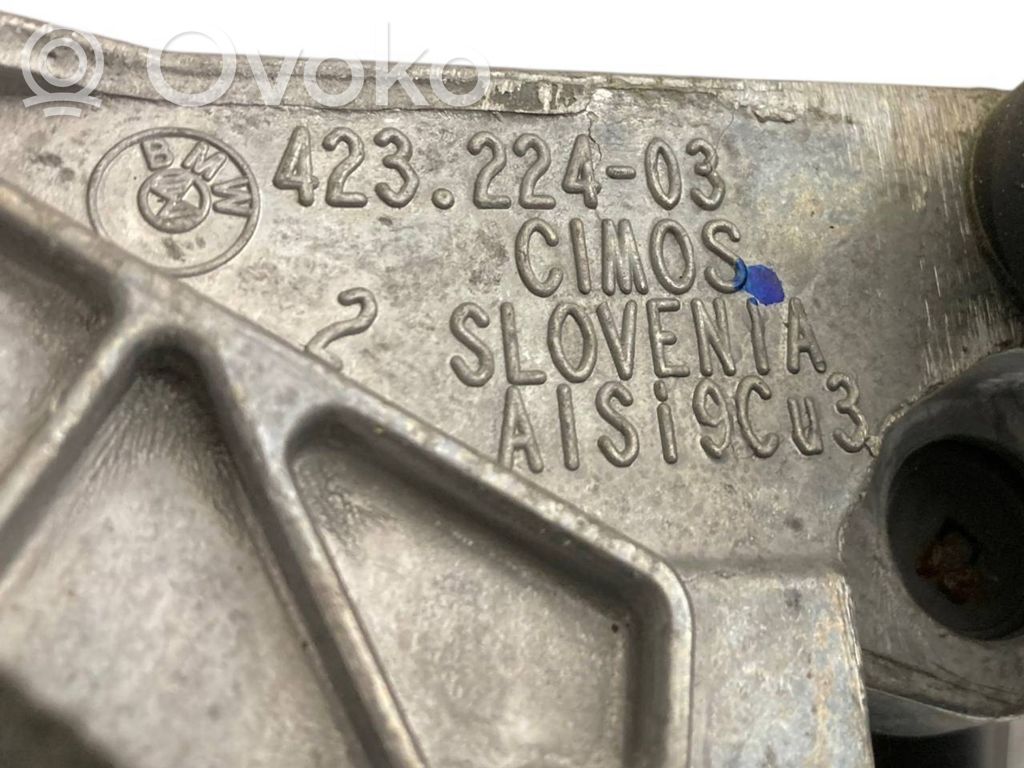 Ovoko
BMW
423.224-03
CIMOS
2 SLOVENIA
AlSi9Cu3